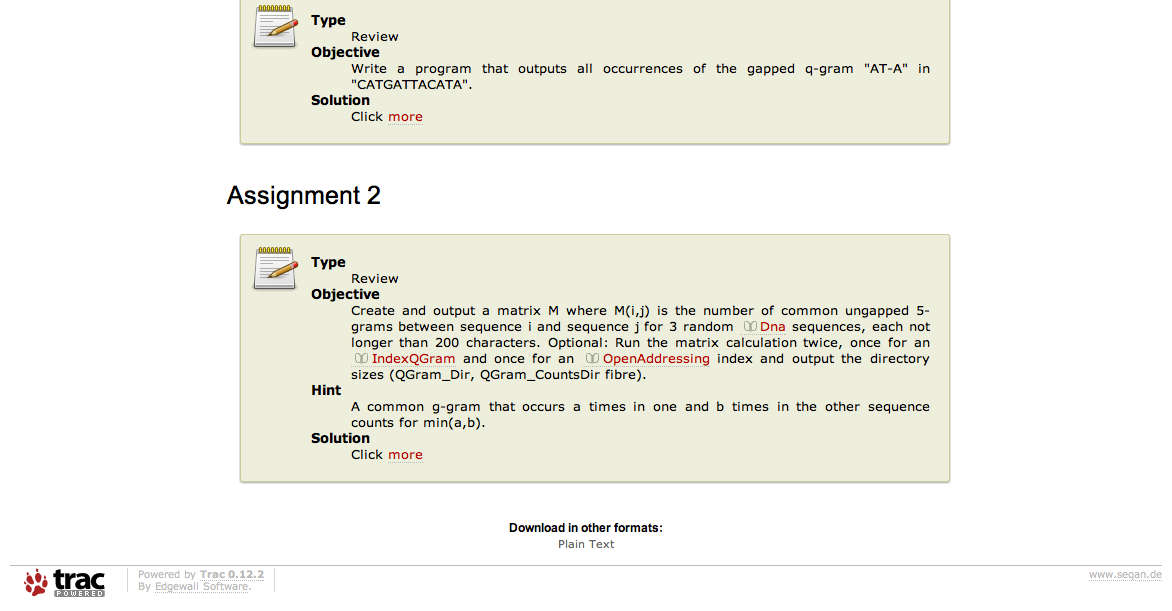 Type
Review
Objective
Write a program that outputs all occurrences of the gapped q-gram "AT-A" in
"CATGATTACATA".
Solution
Click more
Assignment 2
Type
Review
Objective
Create and output a matrix M where M(i,j) is the number of common ungapped 5-
grams between sequence i and sequence j for 3 random Dna sequences, each not
longer than 200 characters. Optional: Run the matrix calculation twice, once for an
IndexQGram and once for an OpenAddressing index and output the directory
sizes (QGram_Dir, QGram_CountsDir fibre).
Hint
A common g-gram that occurs a times in one and b times in the other sequence
counts for min(a,b).
Solution
Click more
Download in other formats:
Plain Text
trac
POWERED
Powered by Trac 0.12.2
By Edgewall Software.
www.seqan.de